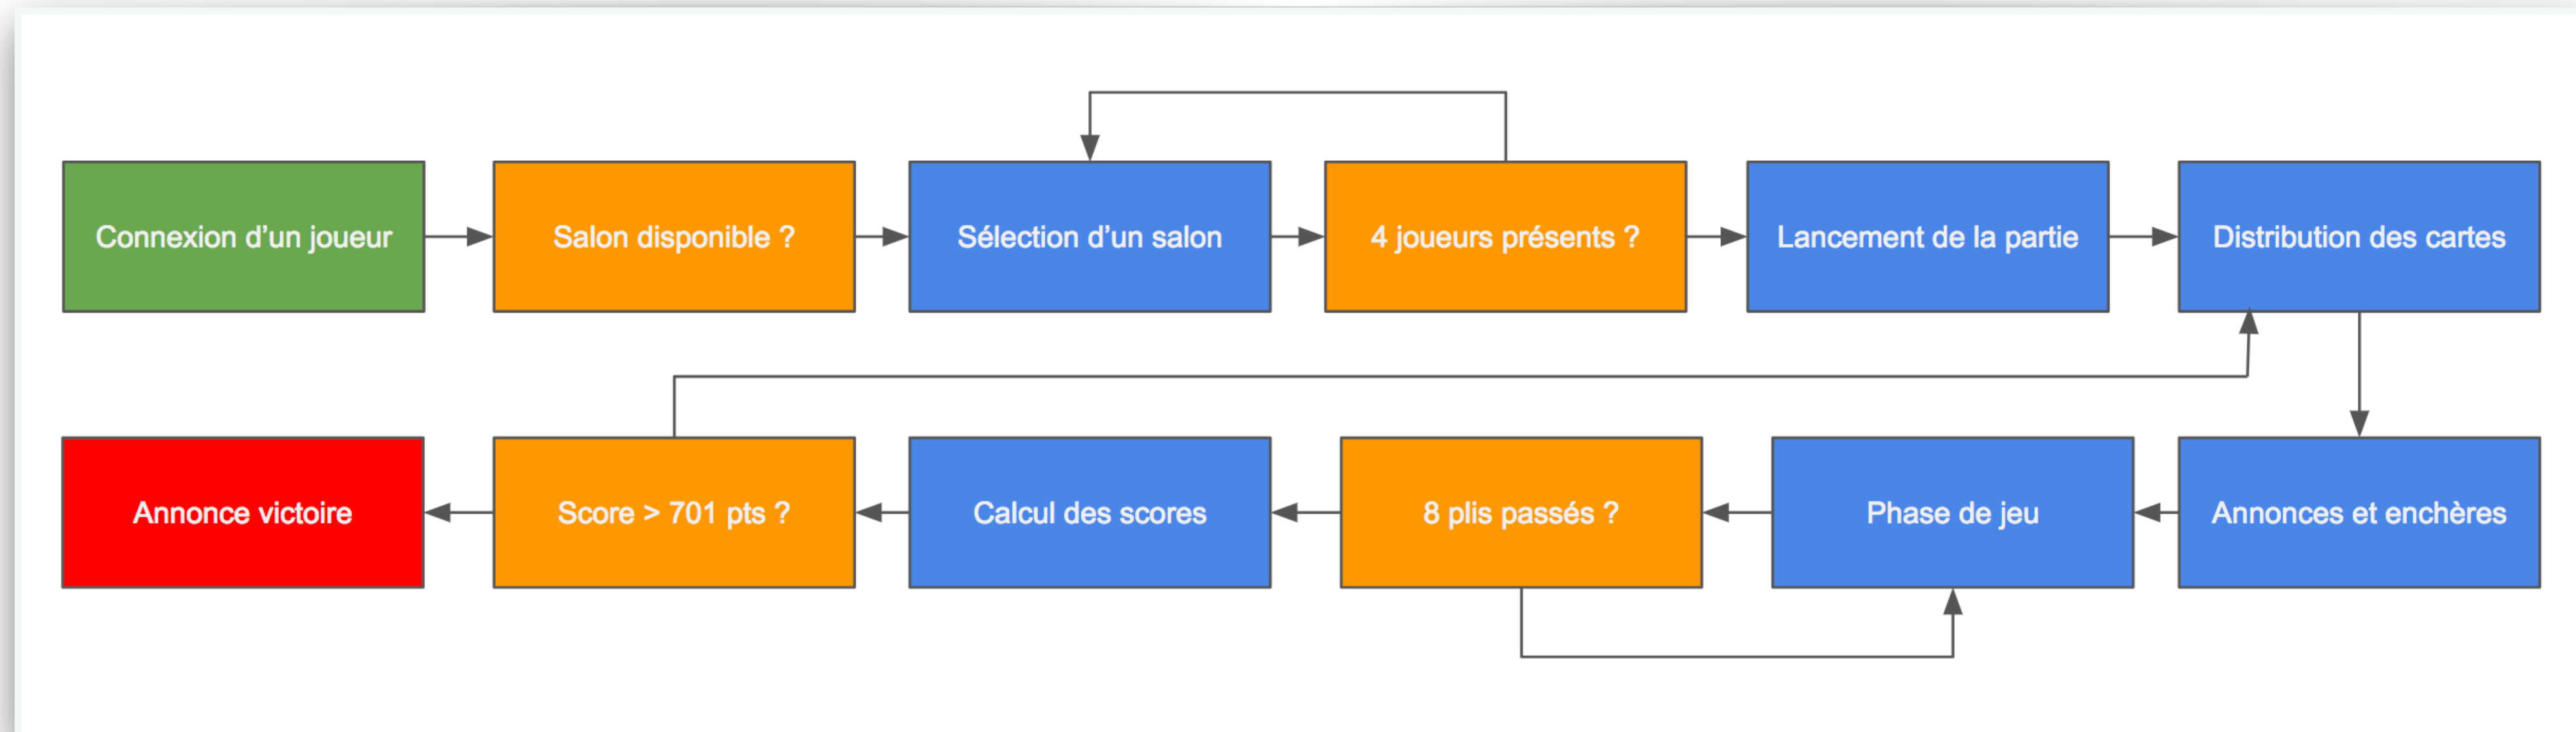 Connexion d'un joueur
Salon disponible ?
Sélection d'un salon
4 joueurs présents ?
Lancement de la partie
Distribution des cartes
Annonce victoire
Score > 701 pts ?
Calcul des scores
8 plis passés ?
Phase de jeu
Annonces et enchères